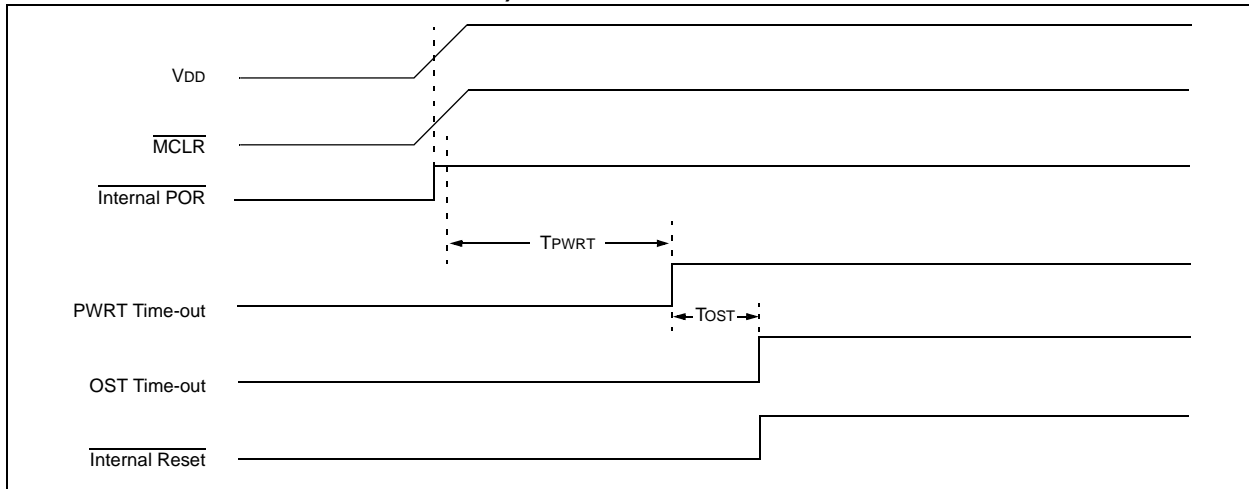 VDD
MCLR
Internal POR
TPWRT
PWRT Time-out
TOST
OST Time-out
Internal Reset